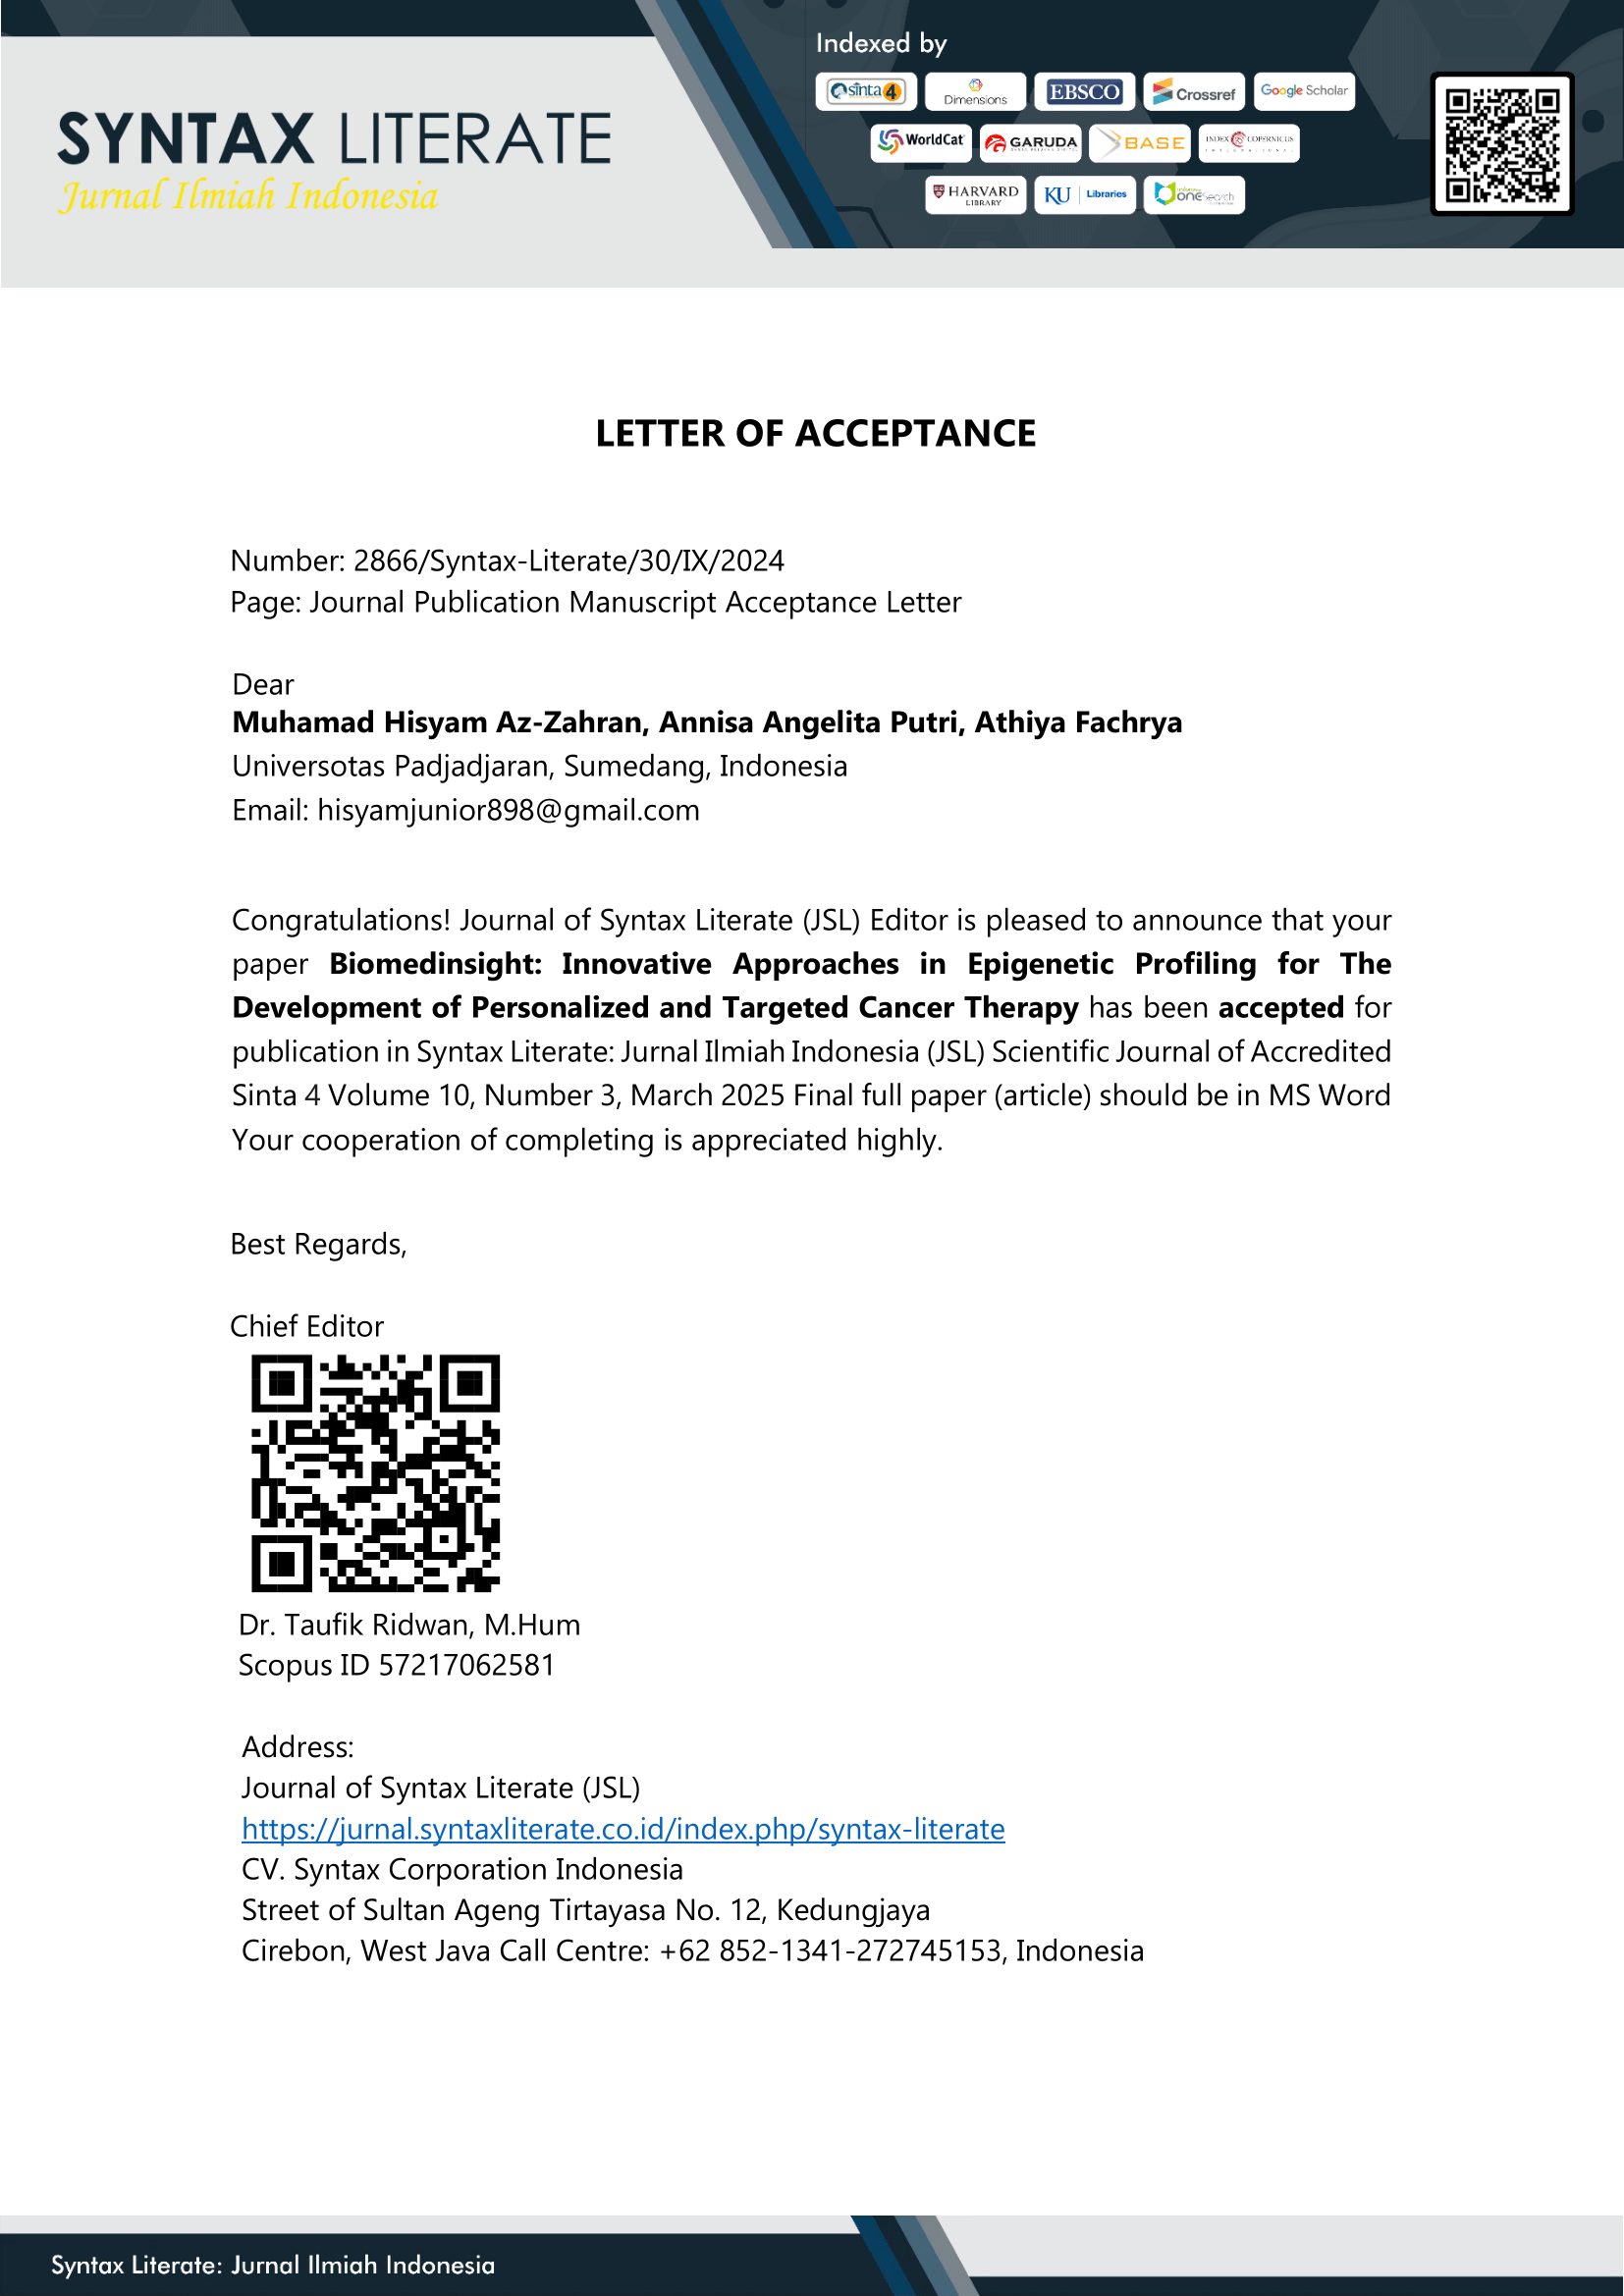 Indexed by
sinta 4
Dimensions
EBSCO
Crossref
Google Scholar
SYNTAX LITERATE
Jurnal Ilmiah Indonesia
WorldCat
GARUDA
BASE
INDEX COPERNICUS
HARVARD
LIBRARY
KU Libraries
onesearch
LETTER OF ACCEPTANCE
Number: 2866/Syntax-Literate/30/IX/2024
Page: Journal Publication Manuscript Acceptance Letter
Dear
Muhamad Hisyam Az-Zahran, Annisa Angelita Putri, Athiya Fachrya
Universotas Padjadjaran, Sumedang, Indonesia
Email: hisyamjunior898@gmail.com
Congratulations! Journal of Syntax Literate (JSL) Editor is pleased to announce that your
paper Biomedinsight: Innovative Approaches in Epigenetic Profiling for The
Development of Personalized and Targeted Cancer Therapy has been accepted for
publication in Syntax Literate: Jurnal Ilmiah Indonesia (JSL) Scientific Journal of Accredited
Sinta 4 Volume 10, Number 3, March 2025 Final full paper (article) should be in MS Word
Your cooperation of completing is appreciated highly.
Best Regards,
Chief Editor
Dr. Taufik Ridwan, M.Hum
Scopus ID 57217062581
Address:
Journal of Syntax Literate (JSL)
https://jurnal.syntaxliterate.co.id/index.php/syntax-literate
CV. Syntax Corporation Indonesia
Street of Sultan Ageng Tirtayasa No. 12, Kedungjaya
Cirebon, West Java Call Centre: +62 852-1341-272745153, Indonesia
Syntax Literate: Jurnal Ilmiah Indonesia